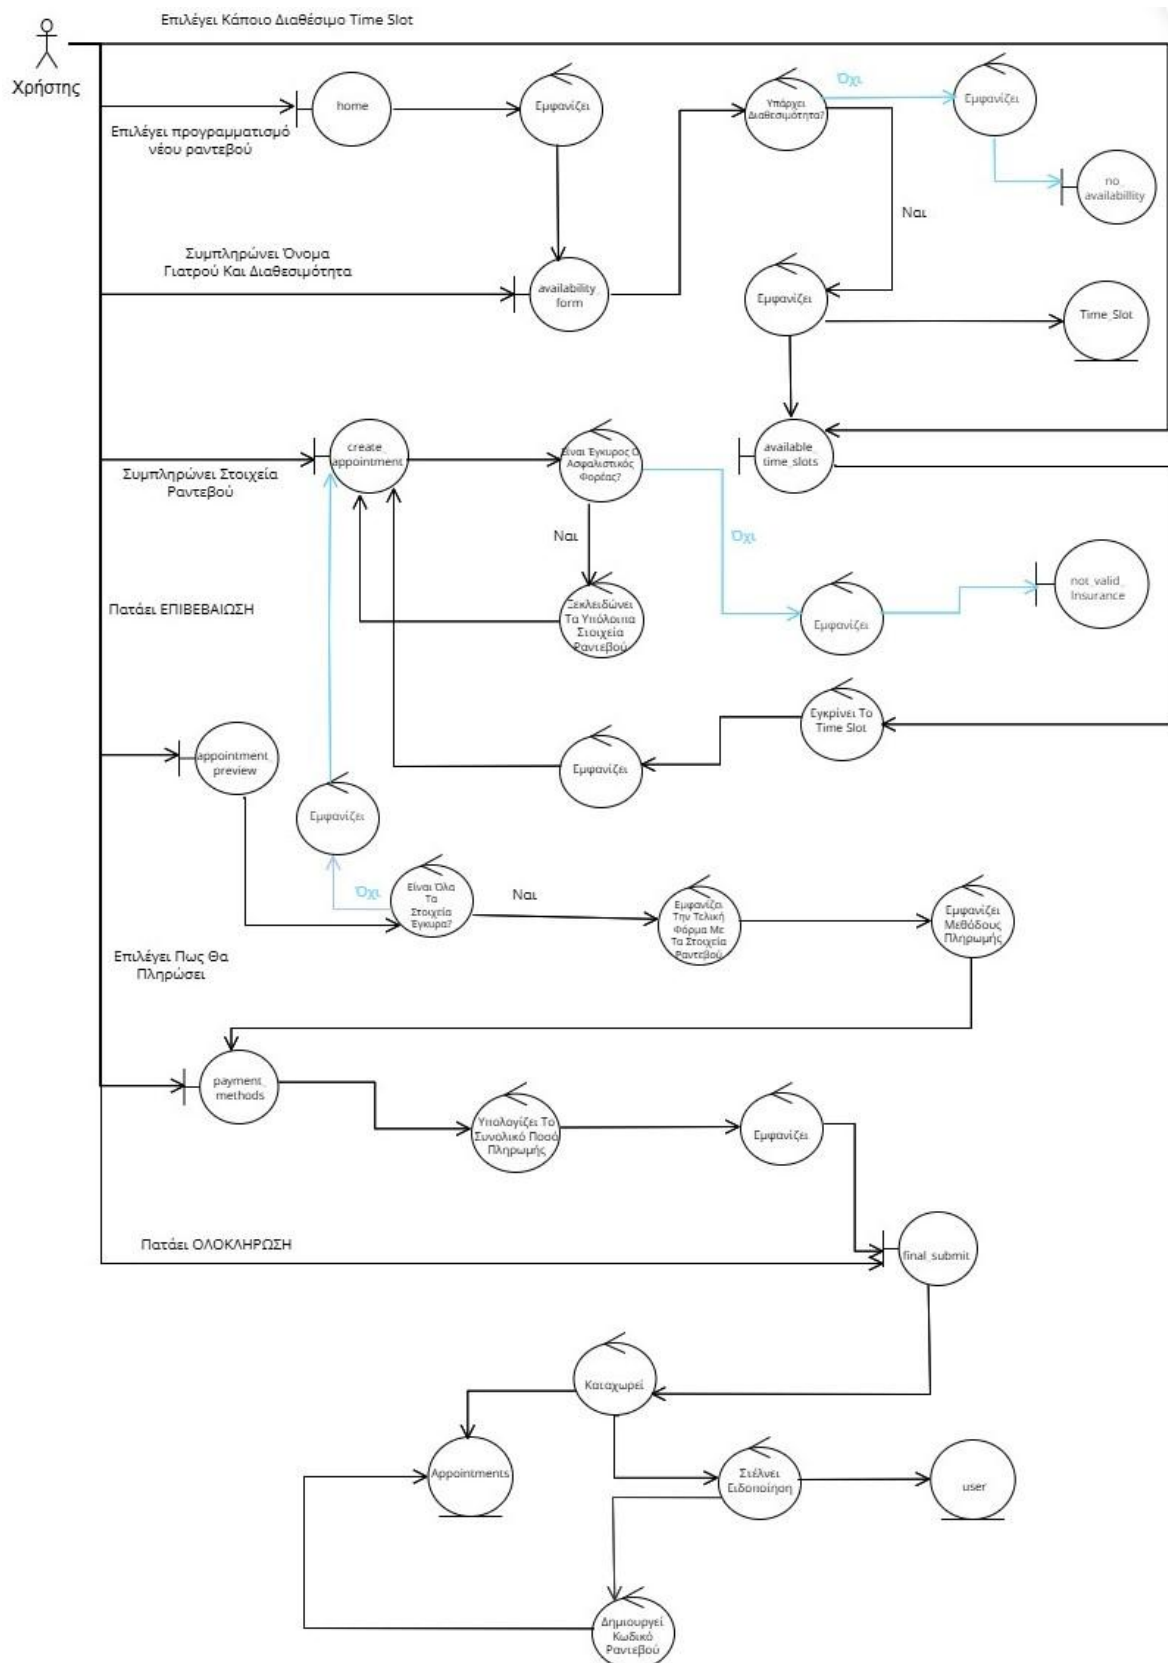 Επιλέγει Κάποιο Διαθέσιμο Time Slot
Χρήστης
home
Εμφανίζει
Υπάρχει
Διαθεσιμότητα?
Όχι
Εμφανίζει
Επιλέγει προγραμματισμό
νέου ραντεβού
no_
availabillity
Ναι
Συμπληρώνει Όνομα
Γιατρού Και Διαθεσιμότητα
availability_
form
Εμφανίζει
Time_Slot
create_
appointment
Είναι Έγκυρος Ο
Ασφαλιστικός
Φορέας?
available_
time_slots
Συμπληρώνει Στοιχεία
Ραντεβού
Ναι
Όχι
Πατάει ΕΠΙΒΕΒΑΙΩΣΗ
Ξεκλειδώνει
Τα Υπόλοιπα
Στοιχεία
Ραντεβού
Εμφανίζει
not_valid_
Insurance
Εγκρίνει Το
Time Slot
appointment_
preview
Εμφανίζει
Εμφανίζει
Όχι
Είναι Όλα
Τα
Στοιχεία
Έγκυρα?
Ναι
Εμφανίζει
Την Τελική
Φόρμα Με
Τα Στοιχεία
Ραντεβού
Εμφανίζει
Μεθόδους
Πληρωμής
Επιλέγει Πως Θα
Πληρώσει
payment_
methods
Υπολογίζει Το
Συνολικό Ποσό
Πληρωμής
Εμφανίζει
Πατάει ΟΛΟΚΛΗΡΩΣΗ
final_submit
Καταχωρεί
Appointments
Στέλνει
Ειδοποίηση
user
Δημιουργεί
Κωδικό
Ραντεβού